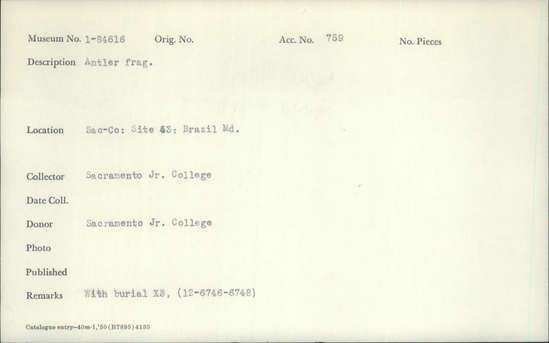 Museum No. 1-84616 Orig. No. Acc. No. 759 No. Pieces
Description Antler frag.
Location Sac-Co: Site 43: Brazil Md.
Collector Sacramento Jr. College
Date Coll.
Donor Sacramento Jr. College
Photo
Published
Remarks With burial X3, (12-6746-6748)
Catalogue entry—40m-1,'50 (B7895) 4135